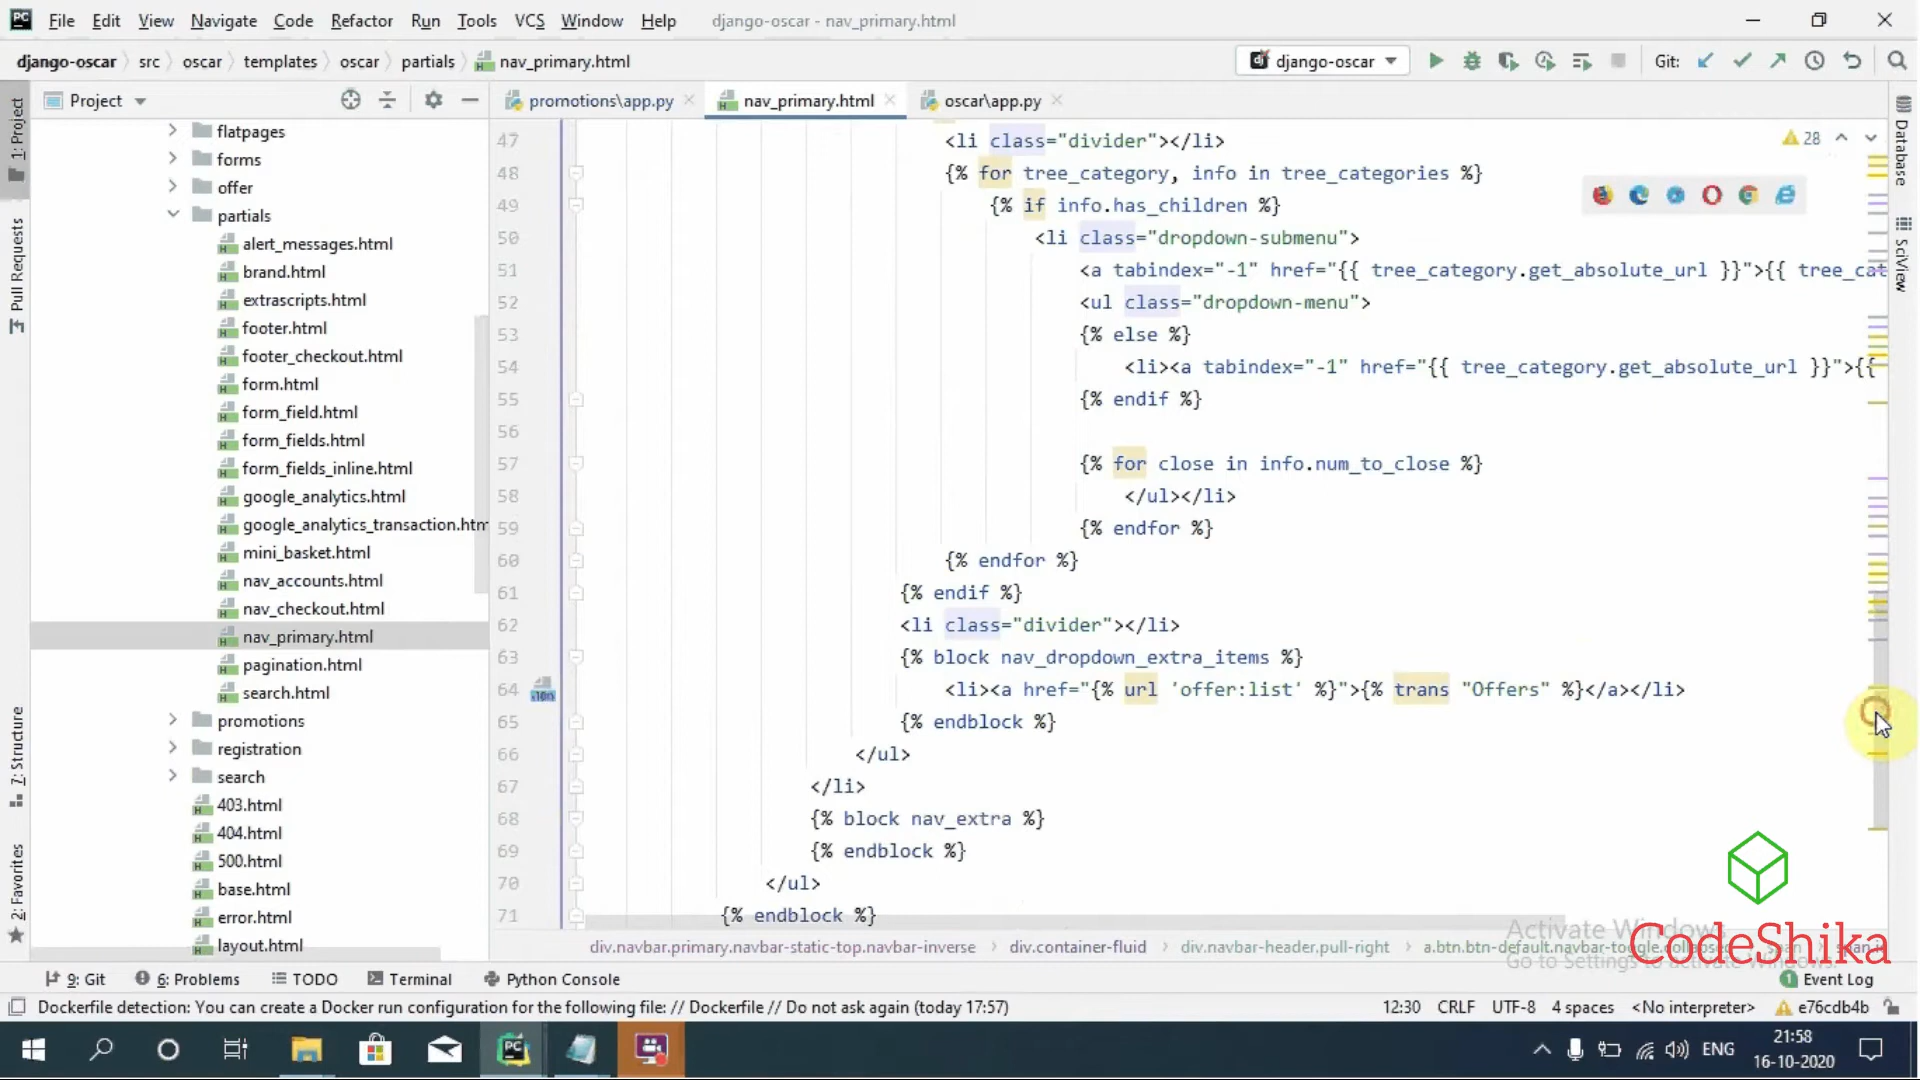 File Edit View Navigate Code Refactor Run Tools VCS Window Help django-oscar - nav_primary.html
django-oscar src oscar templates oscar partials nav_primary.html django-oscar Git:
Project promotions\app.py nav_primary.html oscar\app.py
1: Project
Pull Requests
7: Structure
2: Favorites
flatpages
forms
offer
partials
alert_messages.html
brand.html
extrascripts.html
footer.html
footer_checkout.html
form.html
form_field.html
form_fields.html
form_fields_inline.html
google_analytics.html
google_analytics_transaction.htm
mini_basket.html
nav_accounts.html
nav_checkout.html
nav_primary.html
pagination.html
search.html
promotions
registration
search
403.html
404.html
500.html
base.html
error.html
layout.html
47 <li class="divider"></li>
48 {% for tree_category, info in tree_categories %}
49 {% if info.has_children %}
50 <li class="dropdown-submenu">
51 <a tabindex="-1" href="{{ tree_category.get_absolute_url }}">{{ tree_cat
52 <ul class="dropdown-menu">
53 {% else %}
54 <li><a tabindex="-1" href="{{ tree_category.get_absolute_url }}">{{
55 {% endif %}
56
57 {% for close in info.num_to_close %}
58 </ul></li>
59 {% endfor %}
60 {% endfor %}
61 {% endif %}
62 <li class="divider"></li>
63 {% block nav_dropdown_extra_items %}
64 <li><a href="{% url 'offer:list' %}">{% trans "Offers" %}</a></li>
65 {% endblock %}
66 </ul>
67 </li>
68 {% block nav_extra %}
69 {% endblock %}
70 </ul>
71 {% endblock %}
28
Database
SciView
div.navbar.primary.navbar-static-top.navbar-inverse div.container-fluid div.navbar-header.pull-right a.btn.btn-default.navbar-toggle.collapsed
Activate Windows
Go to Settings to activate Windows.
CodeShika
9: Git 6: Problems TODO Terminal Python Console 1 Event Log
Dockerfile detection: You can create a Docker run configuration for the following file: // Dockerfile // Do not ask again (today 17:57) 12:30 CRLF UTF-8 4 spaces <No interpreter> e76cdb4b
ENG 21:58
16-10-2020